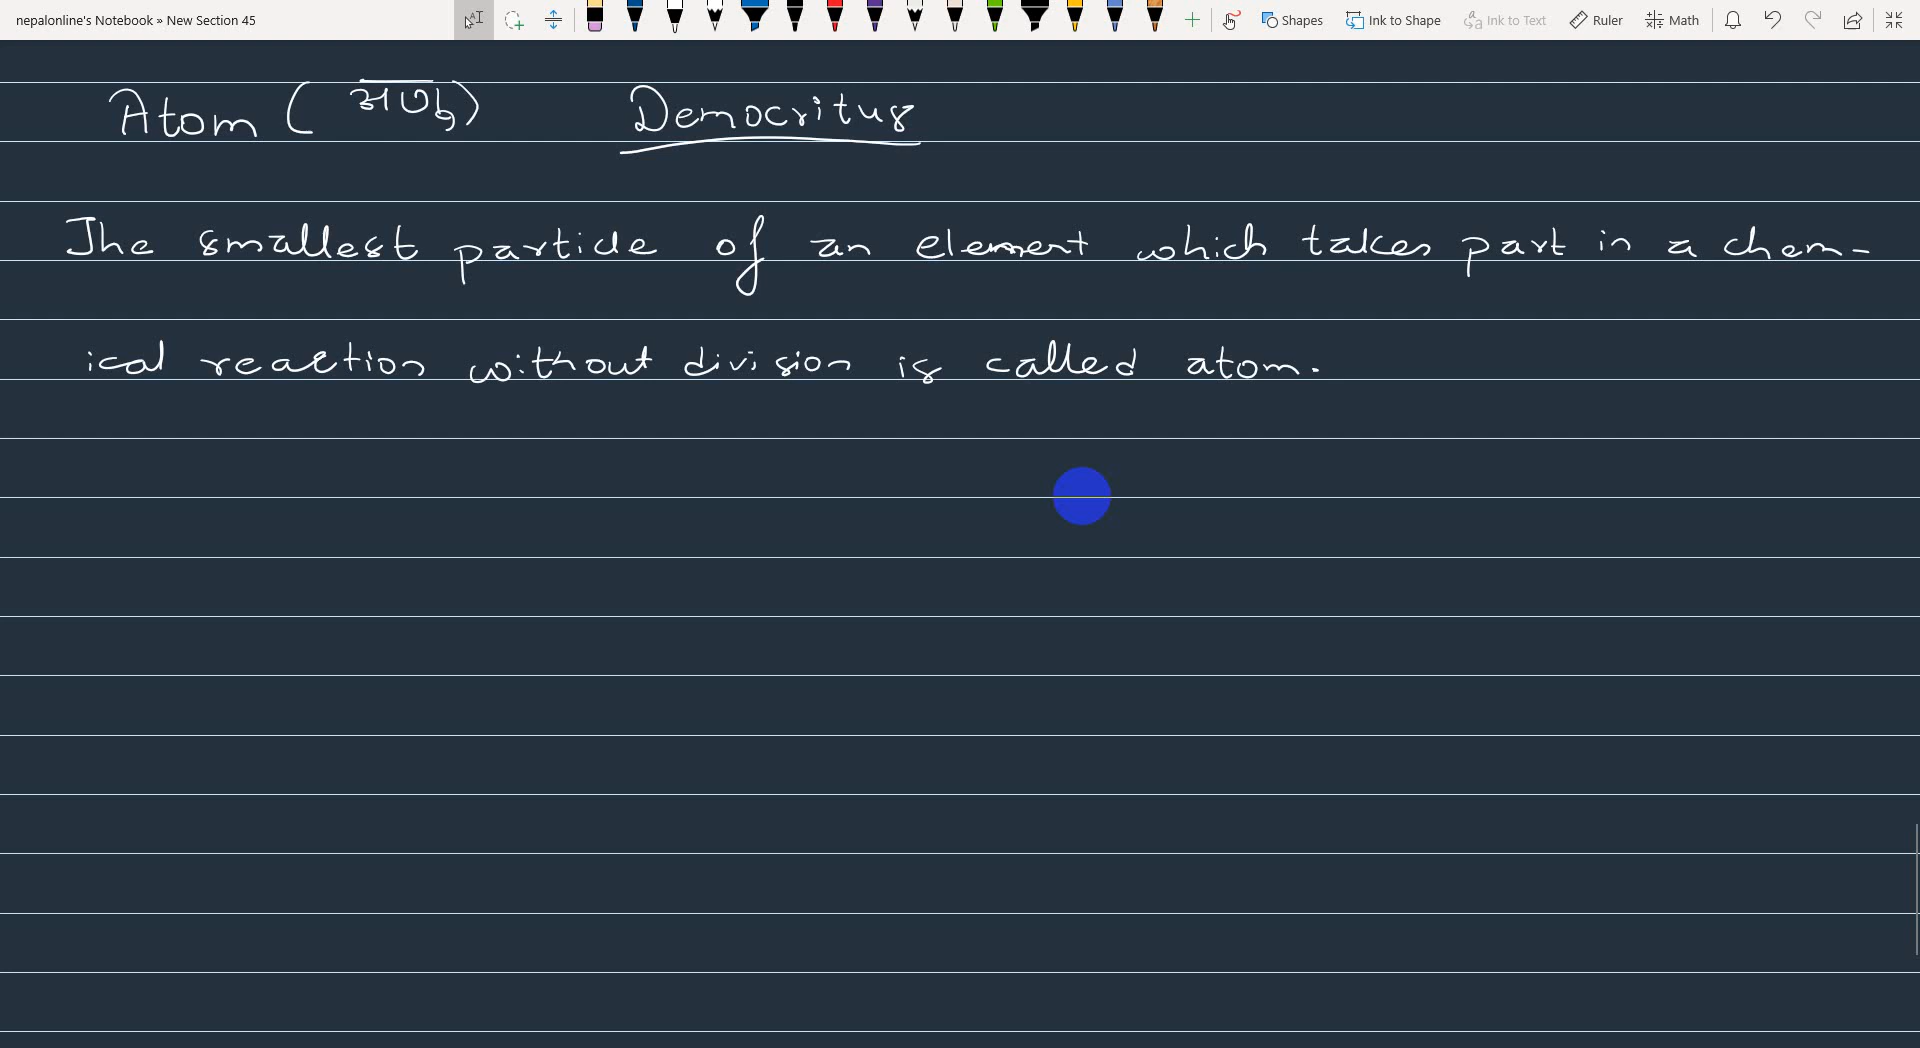 nepalonline's Notebook » New Section 45
Shapes Ink to Shape Ink to Text Ruler Math
Atom (अणु) Democritus
The smallest particle of an element which takes part in a chem-
ical reaction without division is called atom.